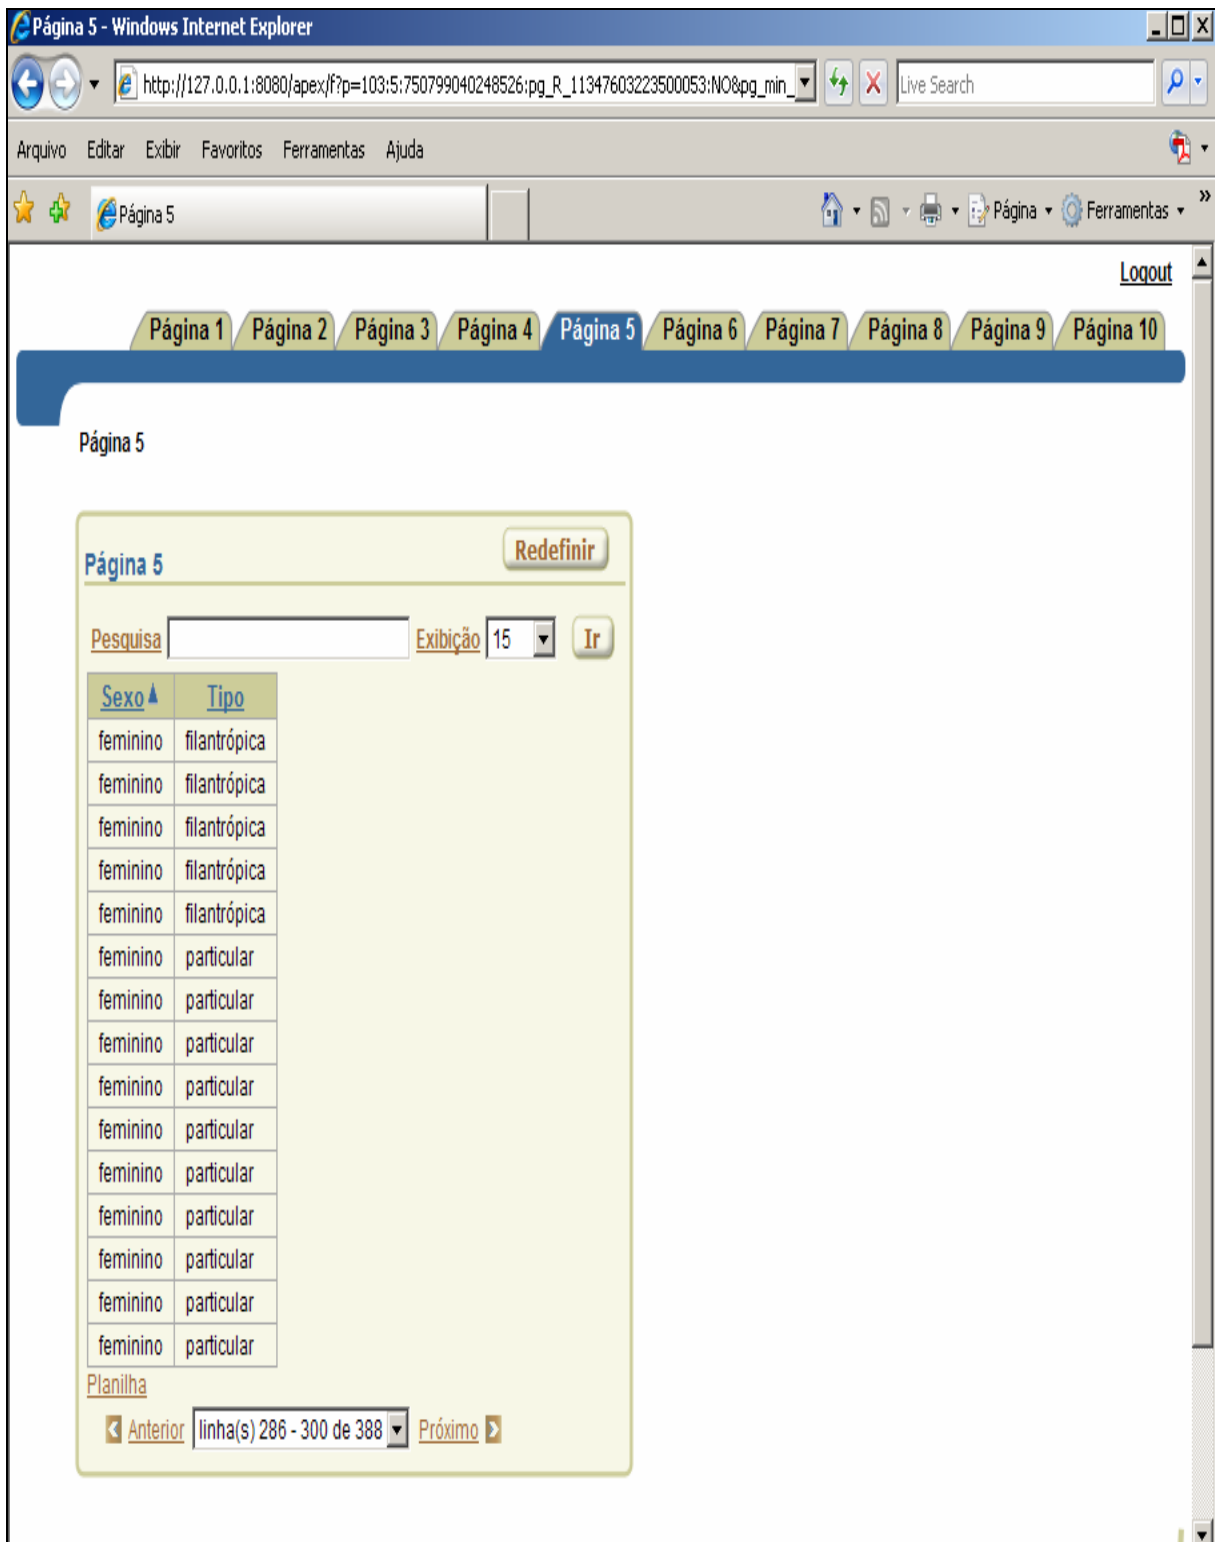 Página 5 - Windows Internet Explorer
http://127.0.0.1:8080/apex/f?p=103:5:750799040248526:pg_R_11347603223500053:NO&pg_min_ Live Search
Arquivo Editar Exibir Favoritos Ferramentas Ajuda
Página 5 Página Ferramentas »
Logout
Página 1 Página 2 Página 3 Página 4 Página 5 Página 6 Página 7 Página 8 Página 9 Página 10
Página 5
Redefinir
Página 5
Pesquisa Exibição 15 Ir
Sexo Tipo
feminino filantrópica
feminino filantrópica
feminino filantrópica
feminino filantrópica
feminino filantrópica
feminino particular
feminino particular
feminino particular
feminino particular
feminino particular
feminino particular
feminino particular
feminino particular
feminino particular
feminino particular
Planilha
Anterior linha(s) 286 - 300 de 388 Próximo